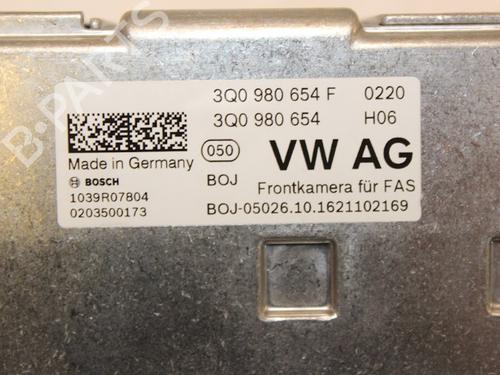 3Q0 980 654 F 0220
3Q0 980 654 H06
Made in Germany 050 VW AG
BOSCH BOJ Frontkamera für FAS
1039R07804
0203500173 BOJ-05026.10.1621102169
B-PARTS